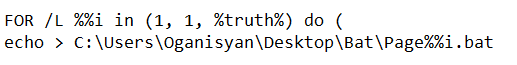 FOR /L %%i in (1, 1, %truth%) do (
echo > C:\Users\Oganisyan\Desktop\Bat\Page%%i.bat